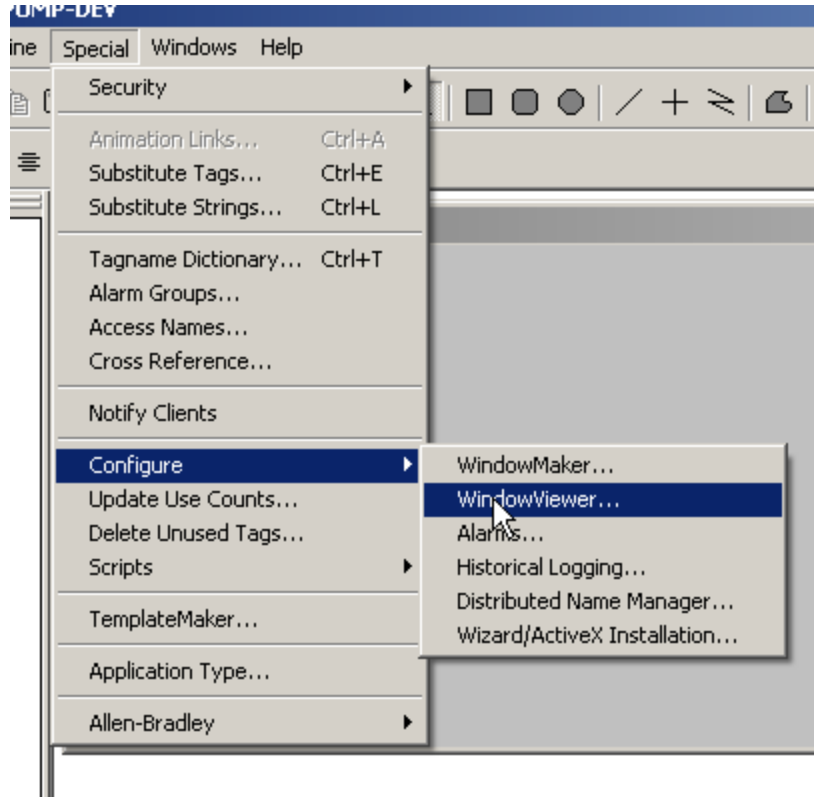 PUMP-DEV
ine Special Windows Help
Security
Animation Links... Ctrl+A
Substitute Tags... Ctrl+E
Substitute Strings... Ctrl+L
Tagname Dictionary... Ctrl+T
Alarm Groups...
Access Names...
Cross Reference...
Notify Clients
Configure
Update Use Counts...
Delete Unused Tags...
Scripts
TemplateMaker...
Application Type...
Allen-Bradley
WindowMaker...
WindowViewer...
Alarms...
Historical Logging...
Distributed Name Manager...
Wizard/ActiveX Installation...